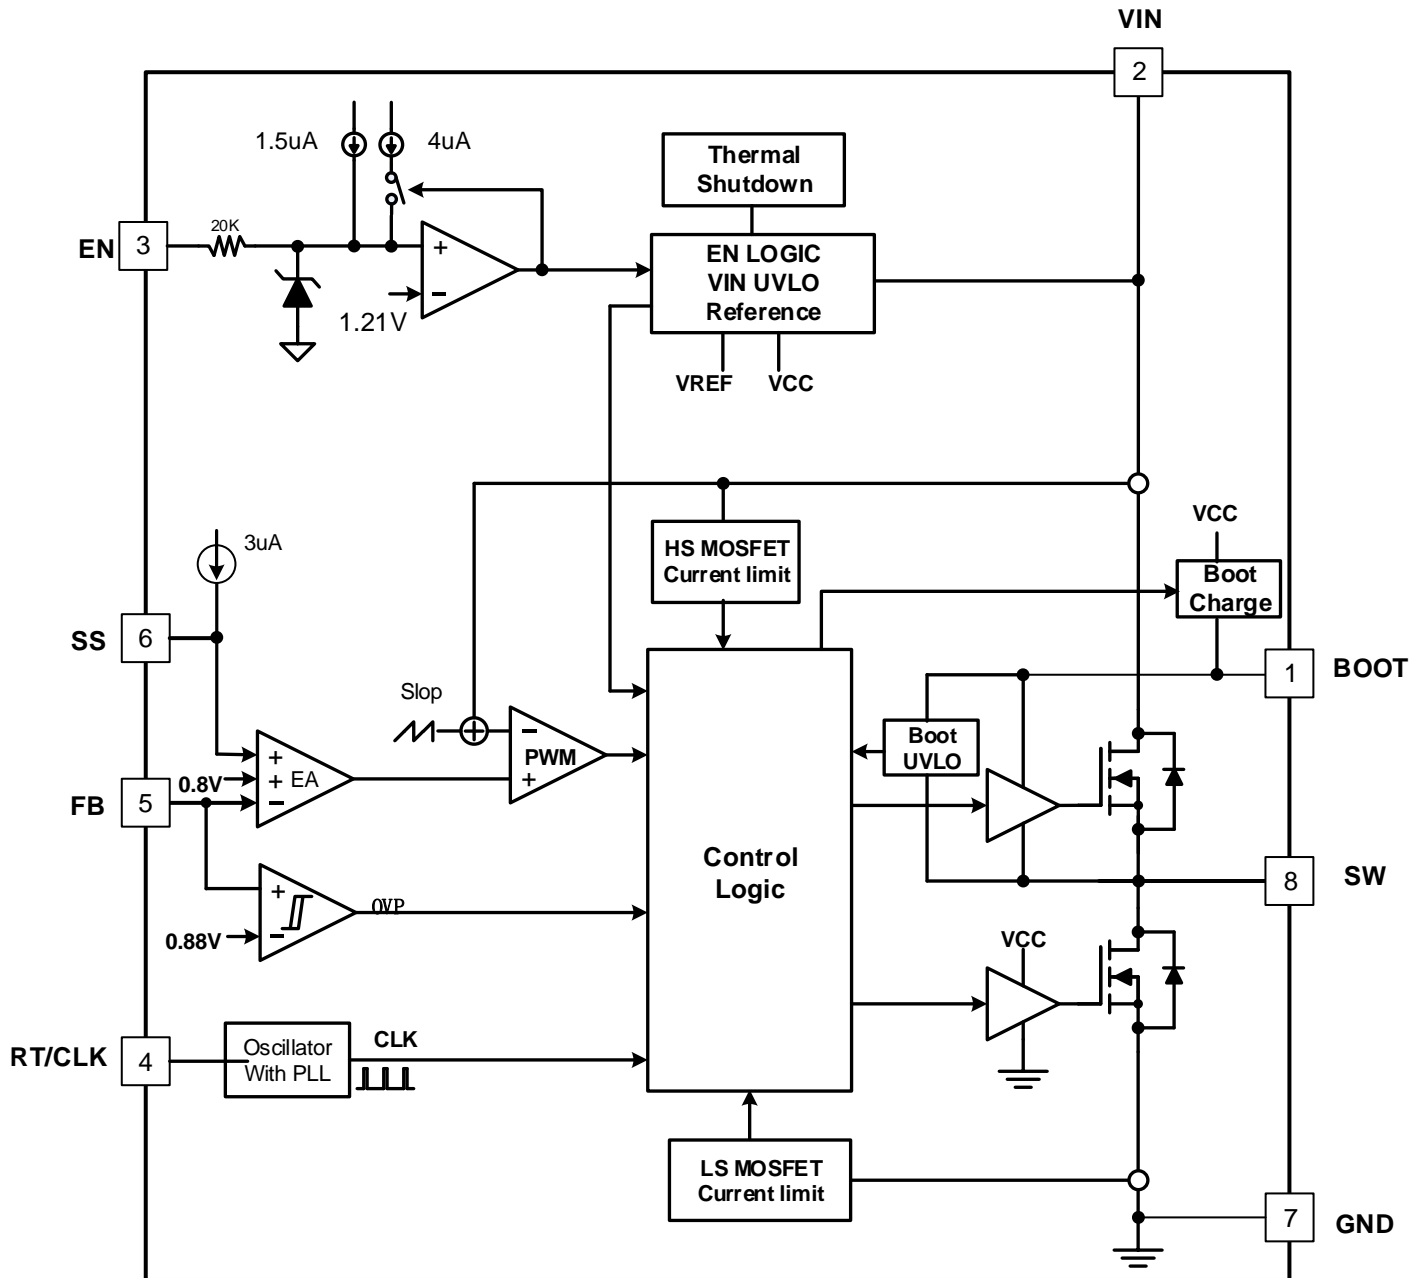 VIN
2
1.5uA
4uA
Thermal
Shutdown
EN
3
20K
+
-
1.21V
EN LOGIC
VIN UVLO
Reference
VREF
VCC
3uA
HS MOSFET
Current limit
VCC
Boot
Charge
SS
6
1
BOOT
Slop
+
-
PWM
+
Boot
UVLO
0.8V
+
+
EA
-
FB
5
Control
Logic
8
SW
+
-
0.88V
OVP
VCC
RT/CLK
4
Oscillator
With PLL
CLK
LS MOSFET
Current limit
7
GND